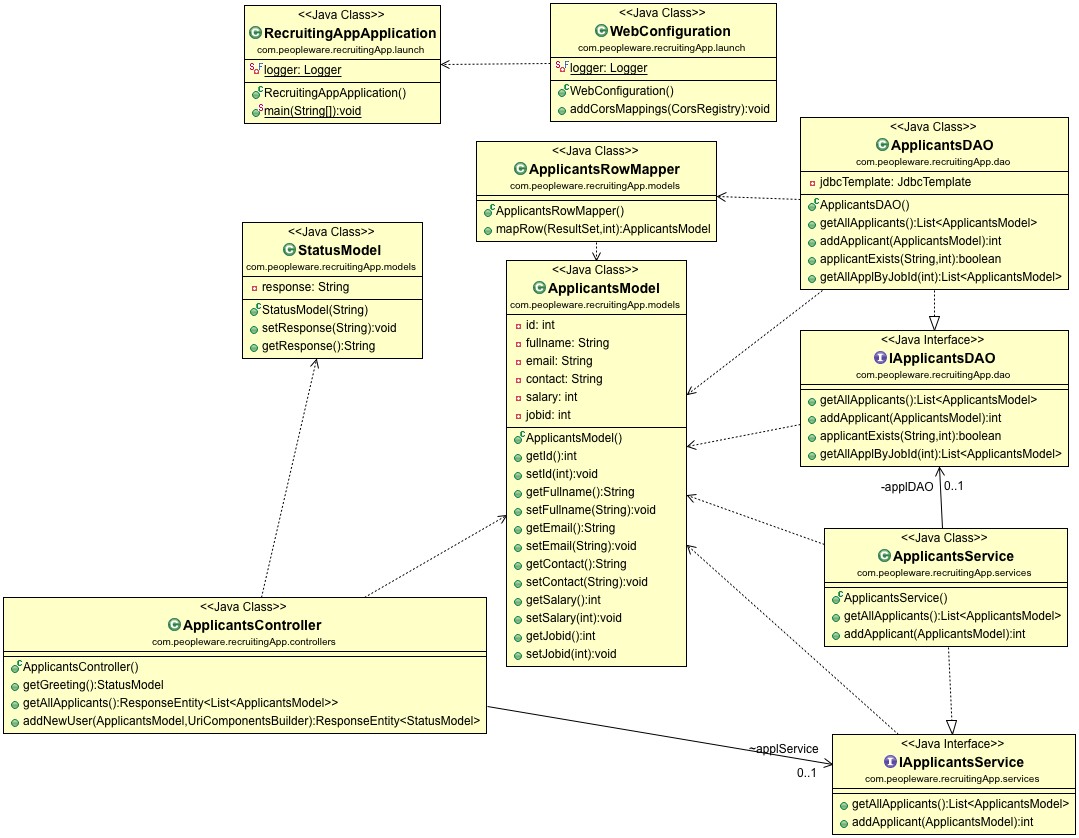 <<Java Class>>
RecruitingAppApplication
com.peopleware.recruitingApp.launch
logger: Logger
RecruitingAppApplication()
main(String[]):void
<<Java Class>>
WebConfiguration
com.peopleware.recruitingApp.launch
logger: Logger
WebConfiguration()
addCorsMappings(CorsRegistry):void
<<Java Class>>
ApplicantsRowMapper
com.peopleware.recruitingApp.models
ApplicantsRowMapper()
mapRow(ResultSet,int):ApplicantsModel
<<Java Class>>
ApplicantsDAO
com.peopleware.recruitingApp.dao
jdbcTemplate: JdbcTemplate
ApplicantsDAO()
getAllApplicants():List<ApplicantsModel>
addApplicant(ApplicantsModel):int
applicantExists(String,int):boolean
getAllApplByJobId(int):List<ApplicantsModel>
<<Java Class>>
StatusModel
com.peopleware.recruitingApp.models
response: String
StatusModel(String)
setResponse(String):void
getResponse():String
<<Java Class>>
ApplicantsModel
com.peopleware.recruitingApp.models
id: int
fullname: String
email: String
contact: String
salary: int
jobid: int
ApplicantsModel()
getId():int
setId(int):void
getFullname():String
setFullname(String):void
getEmail():String
setEmail(String):void
getContact():String
setContact(String):void
getSalary():int
setSalary(int):void
getJobid():int
setJobid(int):void
<<Java Interface>>
IApplicantsDAO
com.peopleware.recruitingApp.dao
getAllApplicants():List<ApplicantsModel>
addApplicant(ApplicantsModel):int
applicantExists(String,int):boolean
getAllApplByJobId(int):List<ApplicantsModel>
-applDAO
0..1
<<Java Class>>
ApplicantsService
com.peopleware.recruitingApp.services
ApplicantsService()
getAllApplicants():List<ApplicantsModel>
addApplicant(ApplicantsModel):int
<<Java Class>>
ApplicantsController
com.peopleware.recruitingApp.controllers
ApplicantsController()
getGreeting():StatusModel
getAllApplicants():ResponseEntity<List<ApplicantsModel>>
addNewUser(ApplicantsModel,UriComponentsBuilder):ResponseEntity<StatusModel>
~applService
0..1
<<Java Interface>>
IApplicantsService
com.peopleware.recruitingApp.services
getAllApplicants():List<ApplicantsModel>
addApplicant(ApplicantsModel):int